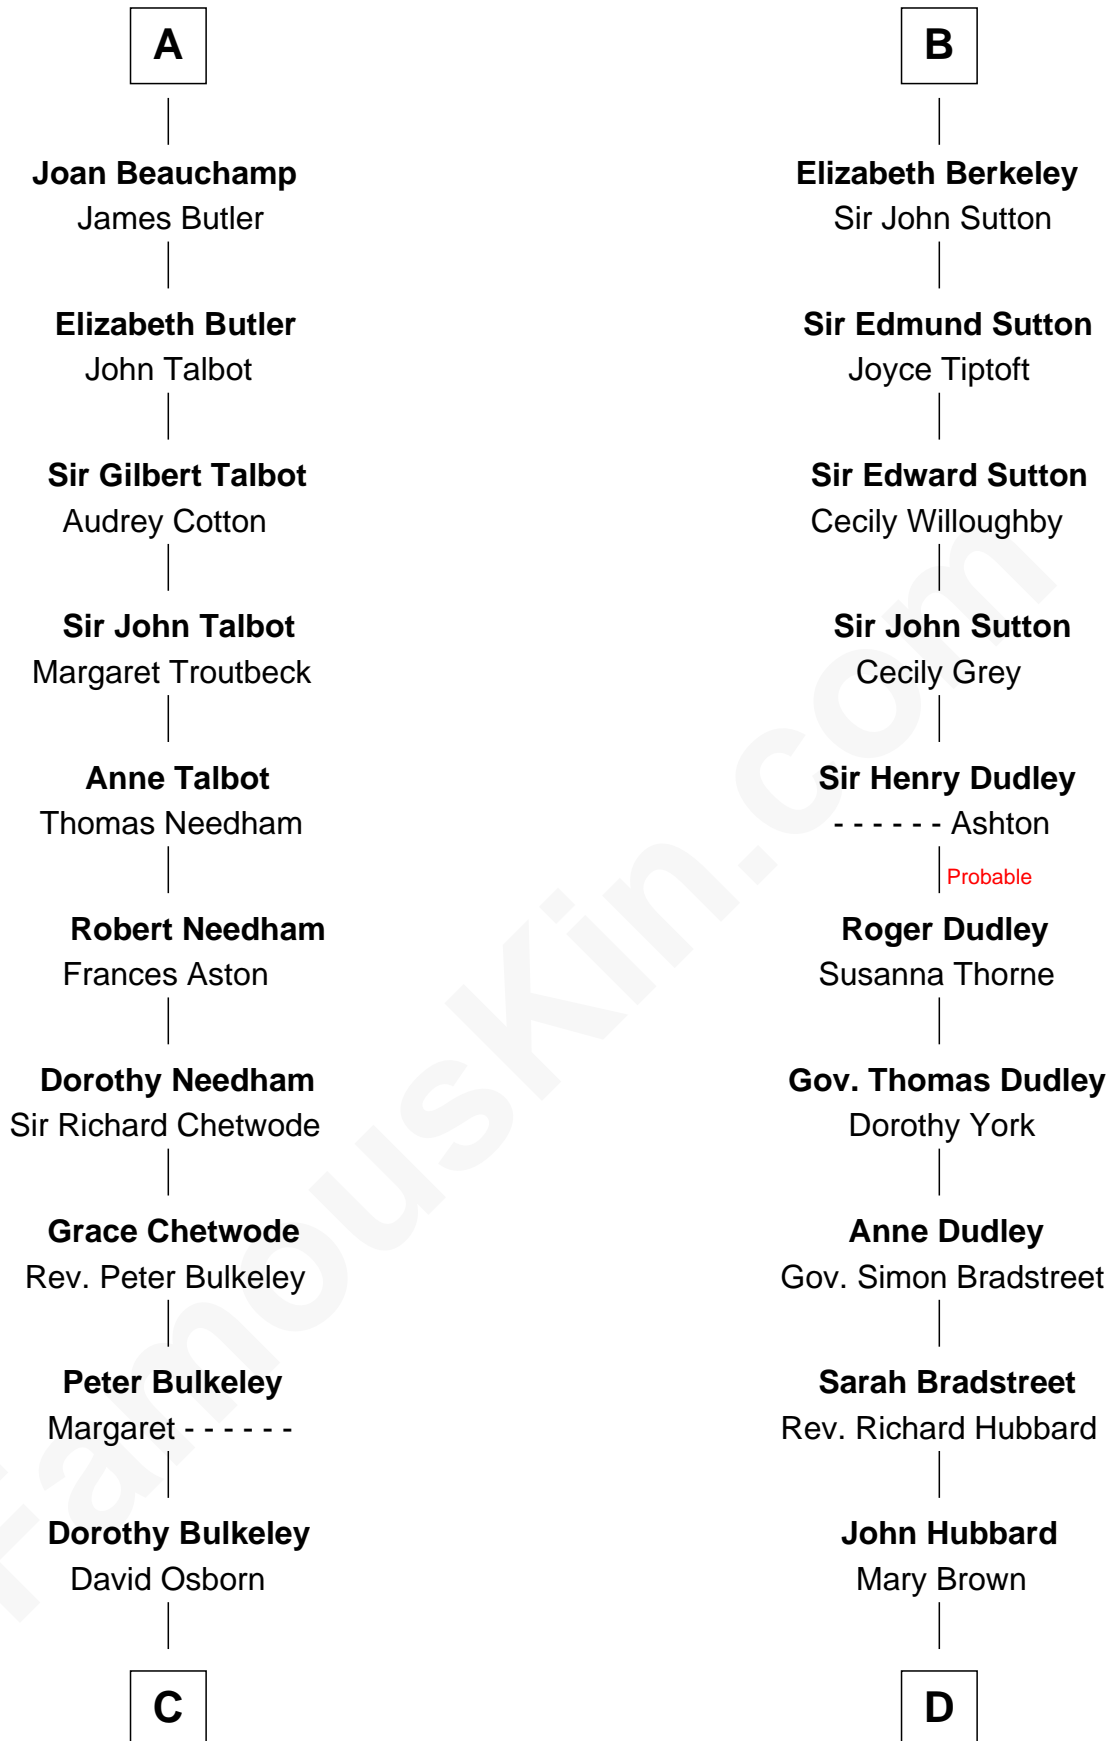 A
Joan Beauchamp
James Butler
Elizabeth Butler
John Talbot
Sir Gilbert Talbot
Audrey Cotton
Sir John Talbot
Margaret Troutbeck
Anne Talbot
Thomas Needham
Robert Needham
Frances Aston
Dorothy Needham
Sir Richard Chetwode
Grace Chetwode
Rev. Peter Bulkeley
Peter Bulkeley
Margaret - - - - - -
Dorothy Bulkeley
David Osborn
C
B
Elizabeth Berkeley
Sir John Sutton
Sir Edmund Sutton
Joyce Tiptoft
Sir Edward Sutton
Cecily Willoughby
Sir John Sutton
Cecily Grey
Sir Henry Dudley
- - - - - - Ashton
Probable
Roger Dudley
Susanna Thorne
Gov. Thomas Dudley
Dorothy York
Anne Dudley
Gov. Simon Bradstreet
Sarah Bradstreet
Rev. Richard Hubbard
John Hubbard
Mary Brown
D
FamousKin.com